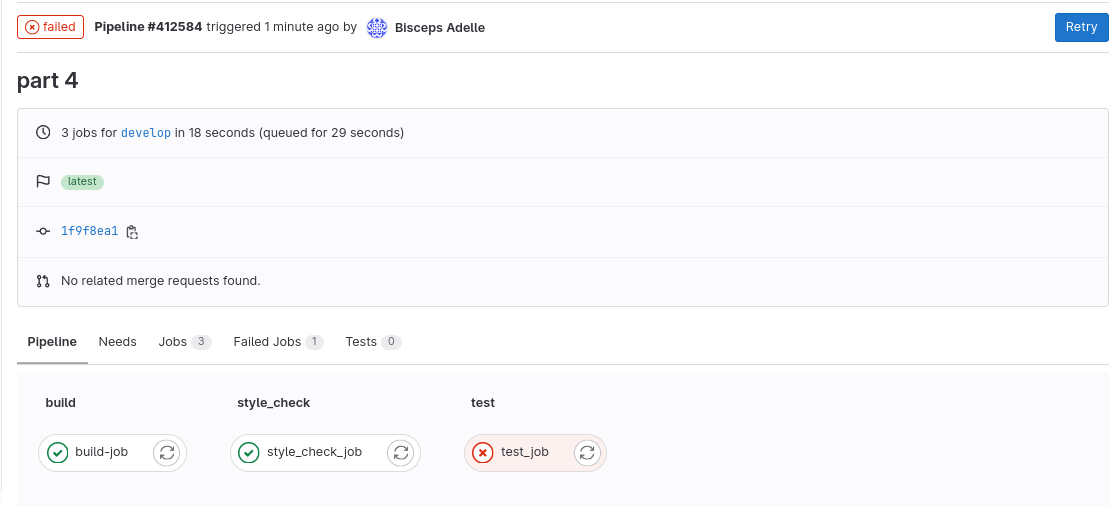 failed Pipeline #412584 triggered 1 minute ago by Bisceps Adelle Retry
part 4
3 jobs for develop in 18 seconds (queued for 29 seconds)
latest
1f9f8ea1
No related merge requests found.
Pipeline Needs Jobs 3 Failed Jobs 1 Tests 0
build style_check test
build-job style_check_job test_job